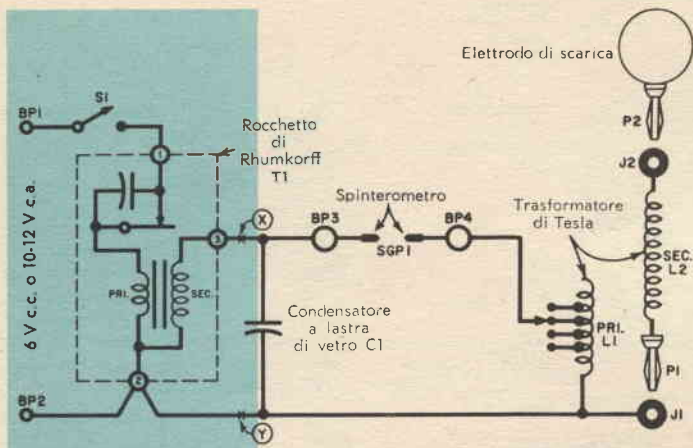 Elettrodo di scarica
P2
J2
Trasformatore
di Tesla
SEC.
L2
P1
J1
6 V c.c. o 10-12 V c.a.
BP1
S1
Rocchetto
di
Rhumkorff
T1
1
3
PRI.
SEC.
2
BP2
X
Y
Spinterometro
BP3
SGP1
BP4
Condensatore
a lastra
di vetro C1
PRI.
L1